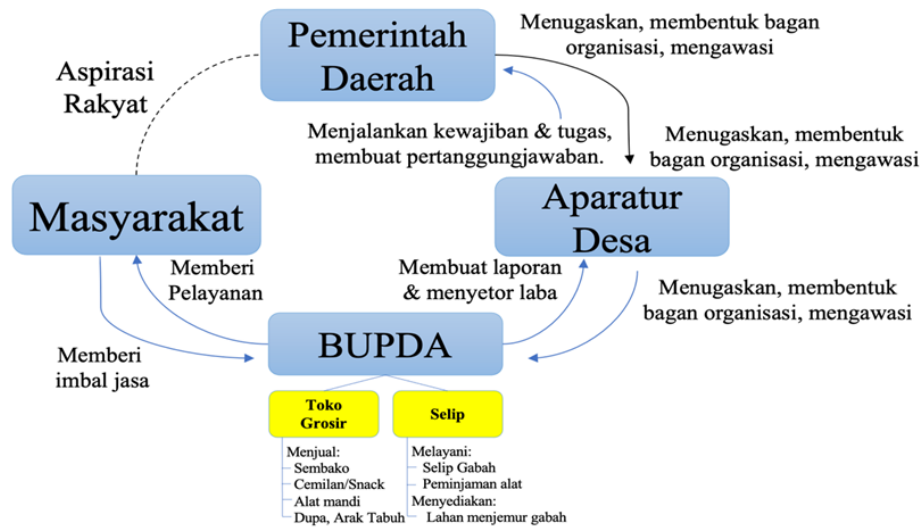 Pemerintah
Daerah
Menugaskan, membentuk bagan
organisasi, mengawasi
Aspirasi
Rakyat
Menjalankan kewajiban & tugas,
membuat pertanggungjawaban.
Menugaskan, membentuk
bagan organisasi, mengawasi
Masyarakat
Aparatur
Desa
Memberi
Pelayanan
Membuat laporan
& menyetor laba
Menugaskan, membentuk
bagan organisasi, mengawasi
BUPDA
Memberi
imbal jasa
Toko
Grosir
Menjual:
Sembako
Cemilan/Snack
Alat mandi
Dupa, Arak Tabuh
Selip
Melayani:
Selip Gabah
Peminjaman alat
Menyediakan:
Lahan menjemur gabah